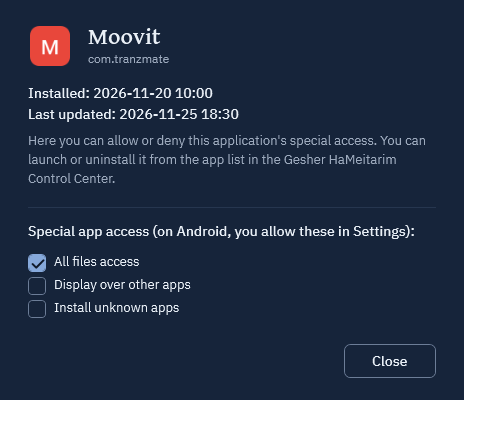 M
Moovit
com.tranzmate
Installed: 2026-11-20 10:00
Last updated: 2026-11-25 18:30
Here you can allow or deny this application's special access. You can
launch or uninstall it from the app list in the Gesher HaMeitarim
Control Center.
Special app access (on Android, you allow these in Settings):
All files access
Display over other apps
Install unknown apps
Close